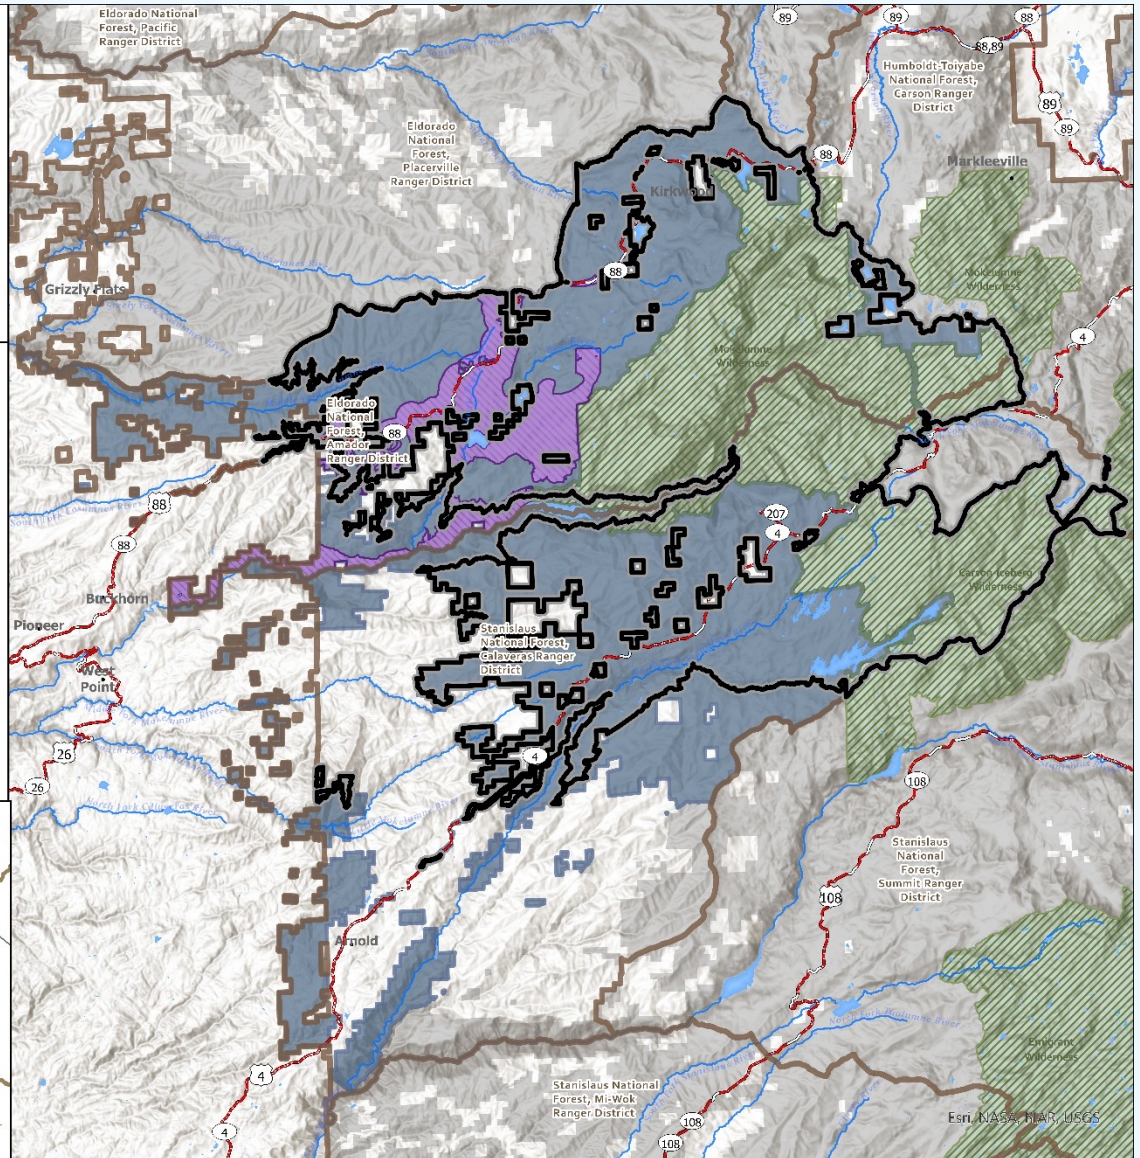 Eldorado National
Forest, Pacific
Ranger District
89
89
88
88,89
Humboldt-Toiyabe
National Forest,
Carson Ranger
District
89
89
Eldorado
National
Forest,
Placerville
Ranger District
88
Markleeville
Kirkwood
88
Mokelumne
Wilderness
Grizzly Flats
4
Mokelumne
Wilderness
Eldorado
National
Forest,
Amador
Ranger District
88
88
207
4
88
Carson-Iceberg
Wilderness
Buckhorn
Pioneer
Stanislaus
National Forest,
Calaveras Ranger
District
West
Point
26
4
26
108
Stanislaus
National
Forest,
Summit Ranger
District
108
Arnold
Emigrant
Wilderness
4
Stanislaus National
Forest, Mi-Wok
Ranger District
108
4
108
Esri, NASA, NGA, USGS